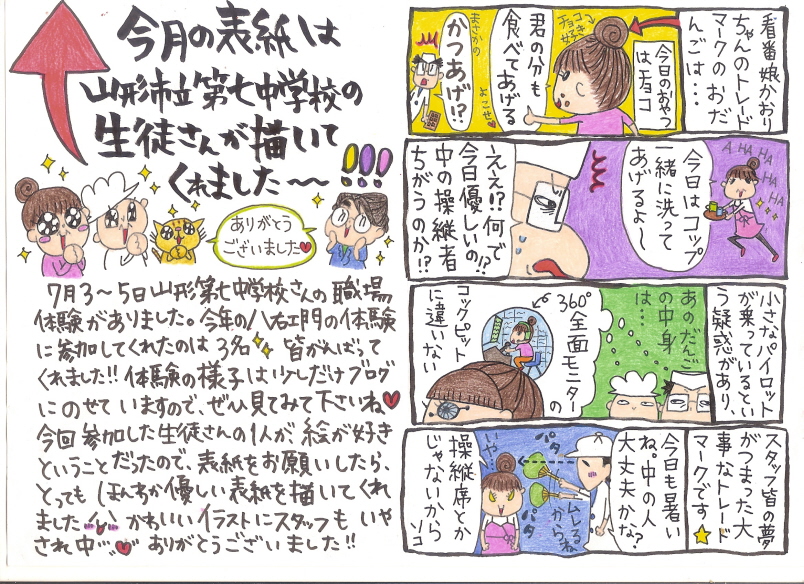 今月の表紙は
山形市立第七中学校の
生徒さんが描いて
くれました〜!!!
ありがとう
ございました
7月3〜5日山形第七中学校さんの職場
体験がありました。今年の八右エ門の体験
に参加してくれたのは3名 皆がんばって
くれました!!体験の様子は少しだけブログ
にのせていますので、ぜひ見てみて下さいね
今回参加した生徒さんの1人が、絵が好き
ということだったので、表紙をお願いしたら、
とってもほんわか優しい表紙を描いてくれ
ました かわいいイラストにスタッフも いや
され中… ありがとうございました!!
看番娘かおり
ちゃんのトレード
マークのおだ
んごは…
今日のおやつ
はチョコ
チョコ
好き
君の分も
食べてあげる
まさかの
かつあげ!?
よこせ
A HA HA
HA HA
今日はコップ
一緒に洗って
あげるよ〜
ええ!?何で
今日優しいの!?
中の操縦者
ちがうのか!?
小さなパイロット
が乗っているとい
う疑惑があり、
あのだんご
の中身
は…
360°
全面モニター
の
コックピット
に違いない
スタッフ皆の夢
がつまった大
事なトレード
マークです
今日も暑い
ね。中の人
大丈夫かな?
ムレるね
から
パタ
パタ
いや
操縦席とか
じゃないから
ソコ